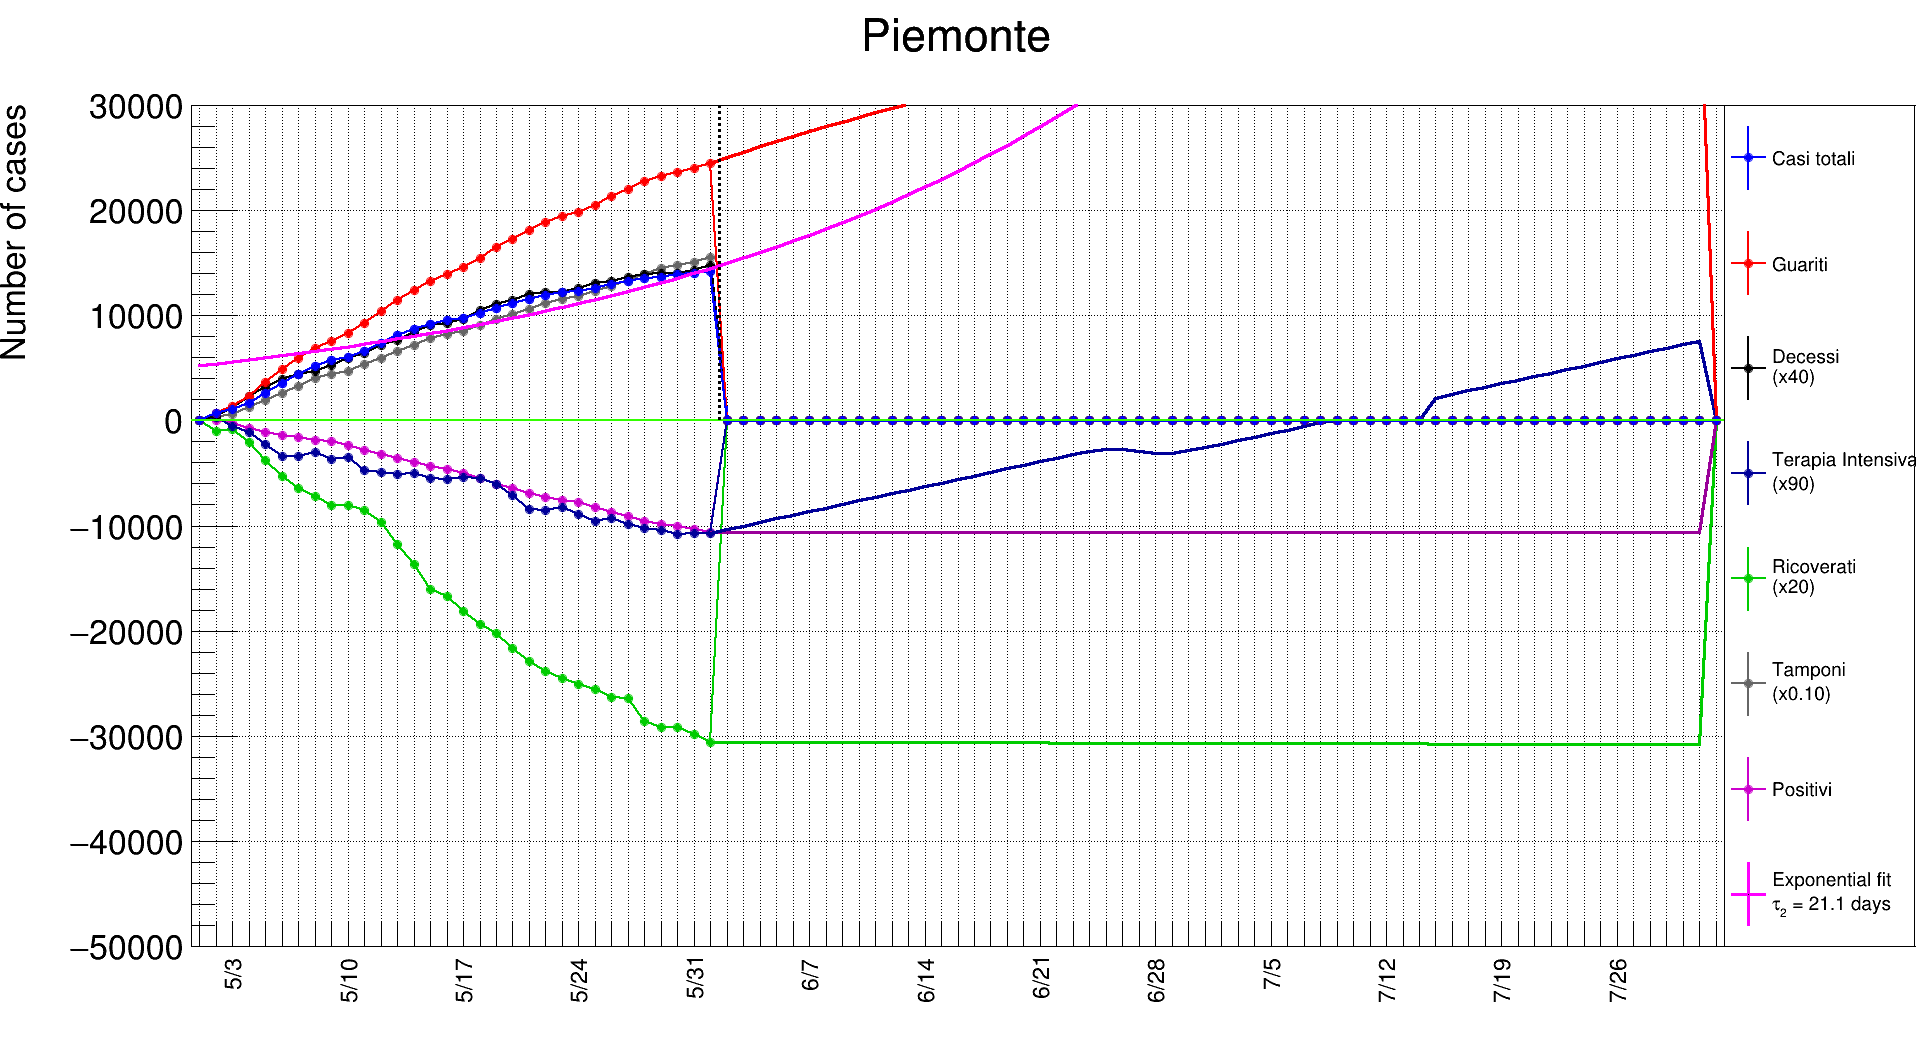 Piemonte
Number of cases
30000
20000
10000
0
−10000
−20000
−30000
−40000
−50000
5/3
5/10
5/17
5/24
5/31
6/7
6/14
6/21
6/28
7/5
7/12
7/19
7/26
Casi totali
Guariti
Decessi
(x40)
Terapia Intensiva
(x90)
Ricoverati
(x20)
Tamponi
(x0.10)
Positivi
Exponential fit
τ2 = 21.1 days